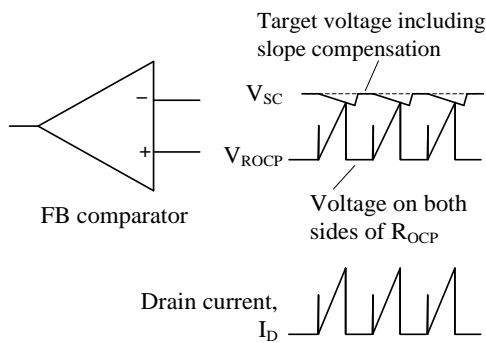 Target voltage including
slope compensation
V_SC
−
+
V_ROCP
FB comparator
Voltage on both
sides of R_OCP
Drain current,
I_D